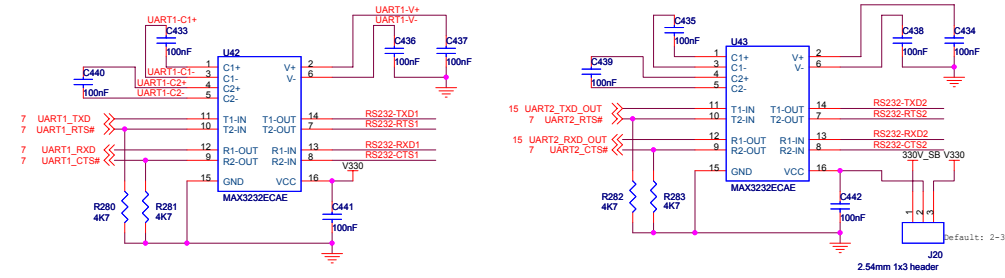 UART1-C1+
C433
100nF
UART1-V+
UART1-V-
C436
100nF
C437
100nF
U42
C440
100nF
UART1-C1-
UART1-C2+
UART1-C2-
1 C1+ V+ 2
3 C1- V- 6
4 C2+
5 C2-
7 UART1_TXD 11 T1-IN T1-OUT 14 RS232-TXD1
7 UART1_RTS# 10 T2-IN T2-OUT 7 RS232-RTS1
7 UART1_RXD 12 R1-OUT R1-IN 13 RS232-RXD1
7 UART1_CTS# 9 R2-OUT R2-IN 8 RS232-CTS1
V330
15 GND VCC 16
MAX3232ECAE
R280
4K7
R281
4K7
C441
100nF
C435
100nF
C438
100nF
C434
100nF
U43
C439
100nF
1 C1+ V+ 2
3 C1- V- 6
4 C2+
5 C2-
15 UART2_TXD_OUT 11 T1-IN T1-OUT 14 RS232-TXD2
7 UART2_RTS# 10 T2-IN T2-OUT 7 RS232-RTS2
15 UART2_RXD_OUT 12 R1-OUT R1-IN 13 RS232-RXD2
7 UART2_CTS# 9 R2-OUT R2-IN 8 RS232-CTS2
330V_SB V330
15 GND VCC 16
MAX3232ECAE
R282
4K7
R283
4K7
C442
100nF
1 2 3
Default: 2-3
J20
2.54mm 1x3 header